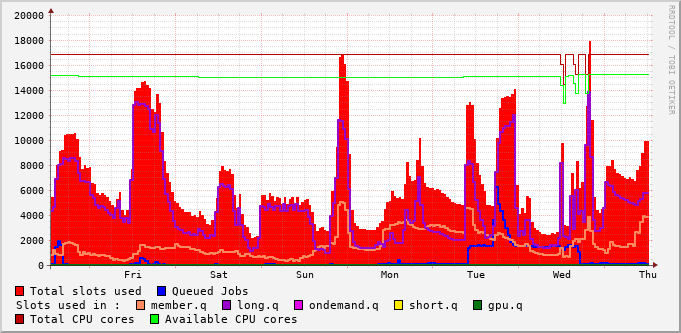 20000
18000
16000
14000
12000
10000
8000
6000
4000
2000
0
Fri Sat Sun Mon Tue Wed Thu
RRDTOOL / TOBI OETIKER
Total slots used Queued Jobs
Slots used in : member.q long.q ondemand.q short.q gpu.q
Total CPU cores Available CPU cores